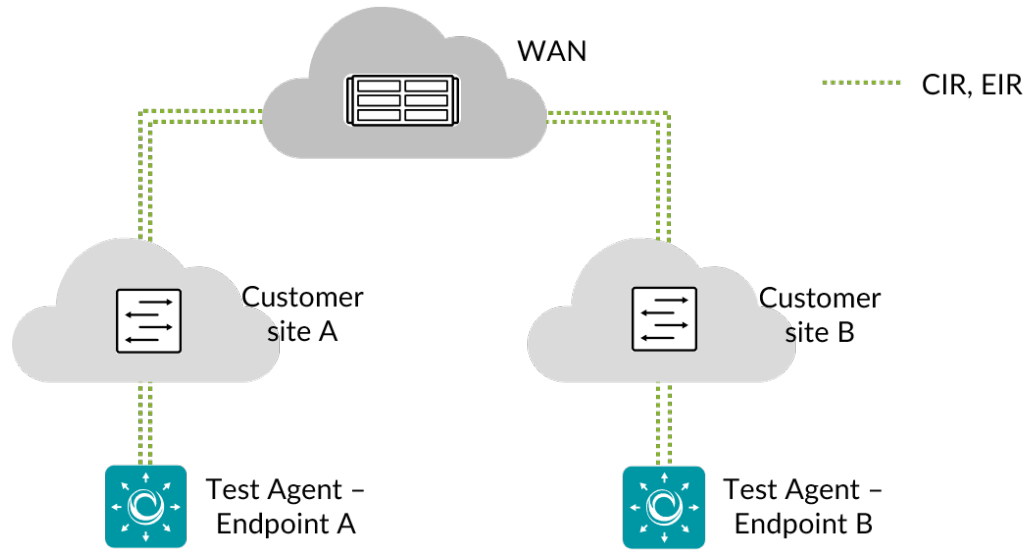 WAN
CIR, EIR
Customer
site A
Customer
site B
Test Agent –
Endpoint A
Test Agent –
Endpoint B